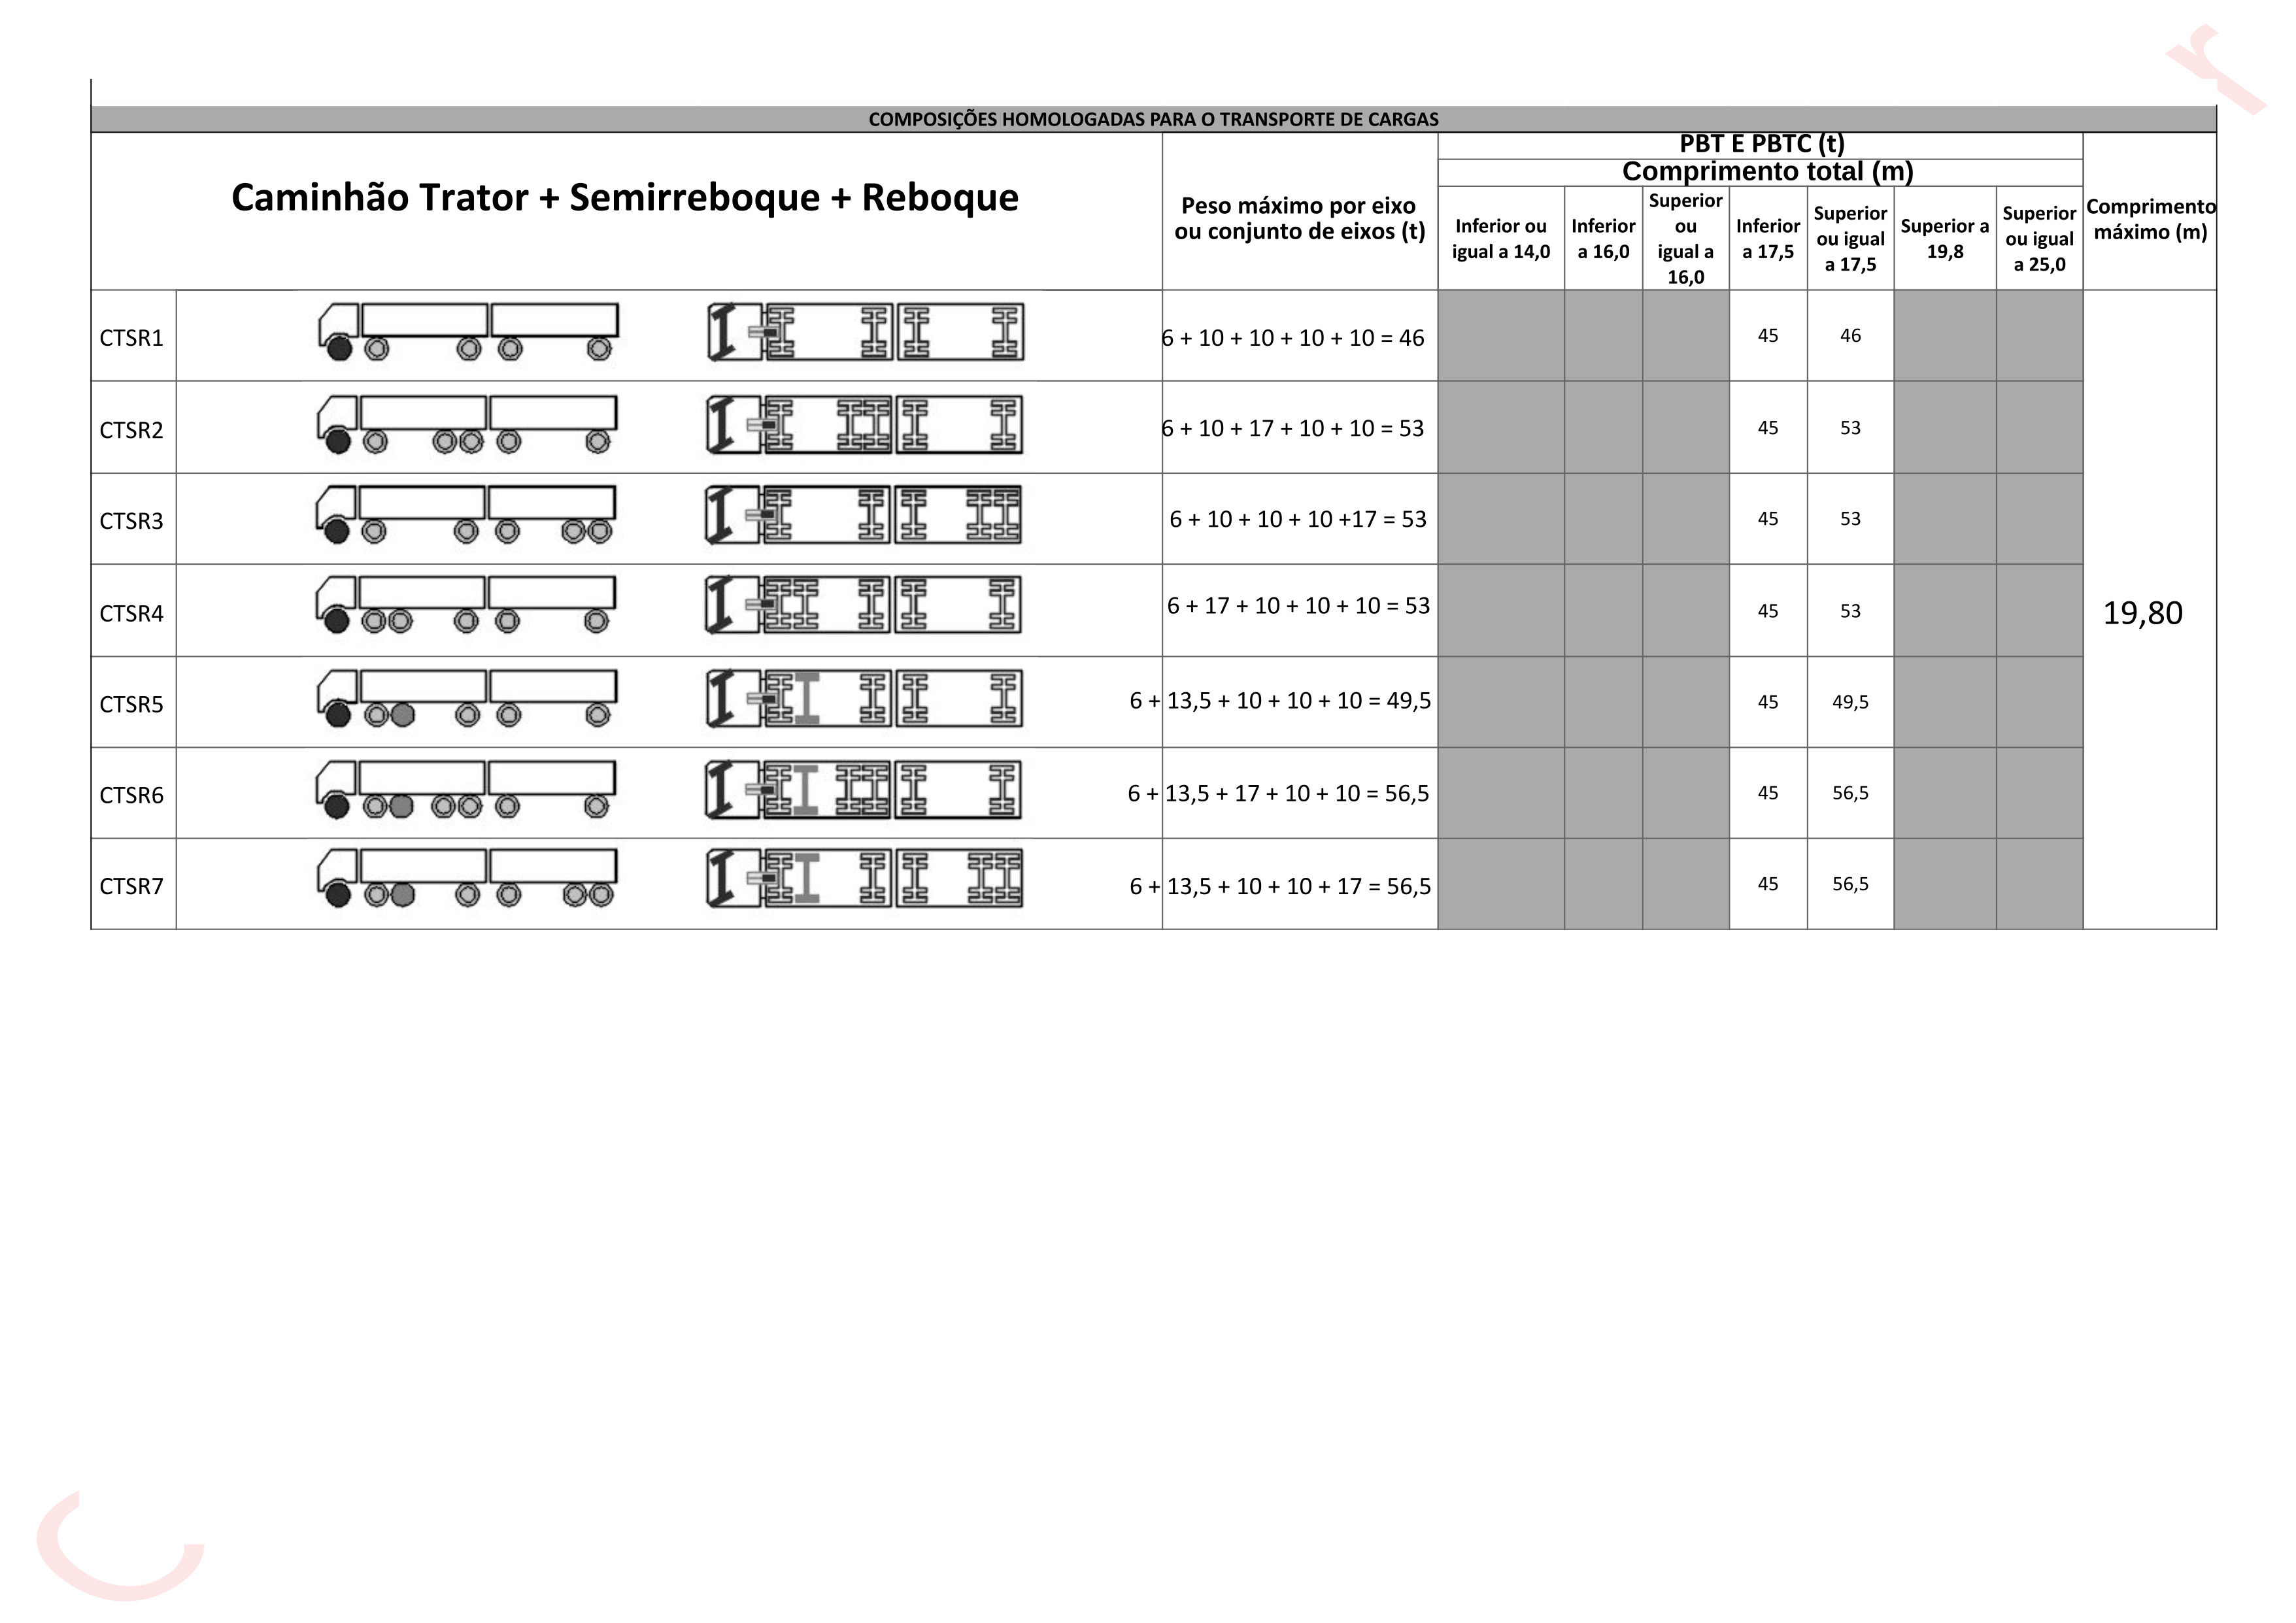 COMPOSIÇÕES HOMOLOGADAS PARA O TRANSPORTE DE CARGAS
Caminhão Trator + Semirreboque + Reboque
Peso máximo por eixo
ou conjunto de eixos (t)
PBT E PBTC (t)
Comprimento total (m)
Inferior ou
igual a 14,0
Inferior
a 16,0
Superior
ou
igual a
16,0
Inferior
a 17,5
Superior
ou igual
a 17,5
Superior a
19,8
Superior
ou igual
a 25,0
Comprimento
máximo (m)
CTSR1 6 + 10 + 10 + 10 + 10 = 46 45 46
CTSR2 6 + 10 + 17 + 10 + 10 = 53 45 53
CTSR3 6 + 10 + 10 + 10 +17 = 53 45 53
CTSR4 6 + 17 + 10 + 10 + 10 = 53 45 53
19,80
CTSR5 6 + 13,5 + 10 + 10 + 10 = 49,5 45 49,5
CTSR6 6 + 13,5 + 17 + 10 + 10 = 56,5 45 56,5
CTSR7 6 + 13,5 + 10 + 10 + 17 = 56,5 45 56,5